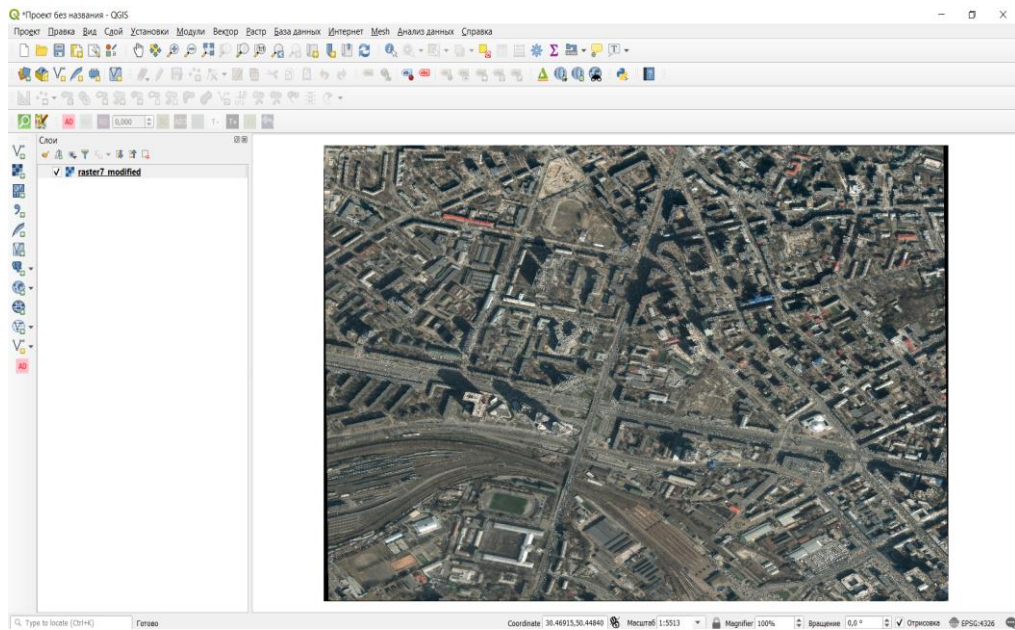 *Проект без названия - QGIS
Проект Правка Вид Слой Установки Модули Вектор Растр База данных Интернет Mesh Анализ данных Справка
0,000
Слои
raster7_modified
Type to locate (Ctrl+K) Готово Coordinate 30.46915,50.44840 Масштаб 1:5513 Magnifier 100% Вращение 0,0 ° Отрисовка EPSG:4326